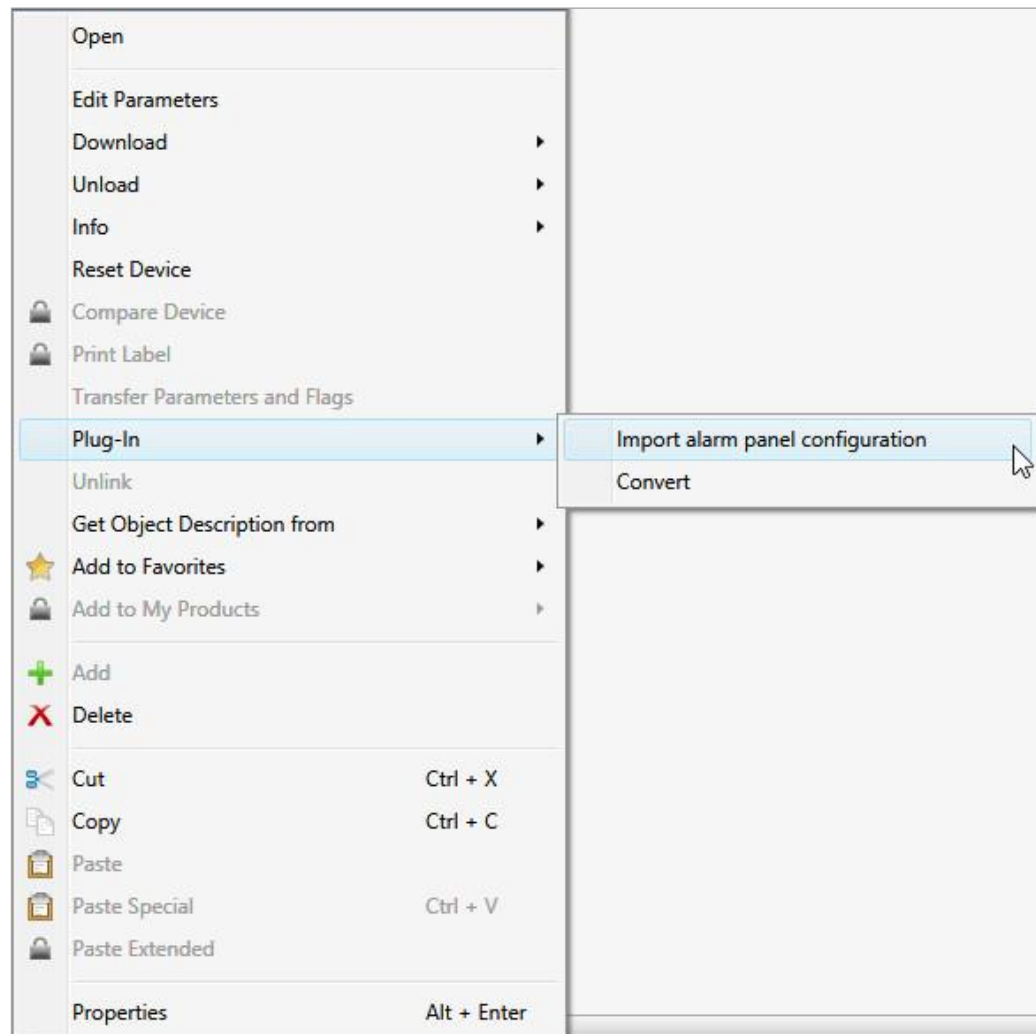 Open
Edit Parameters
Download
Unload
Info
Reset Device
Compare Device
Print Label
Transfer Parameters and Flags
Plug-In
Import alarm panel configuration
Unlink
Convert
Get Object Description from
Add to Favorites
Add to My Products
Add
Delete
Cut Ctrl + X
Copy Ctrl + C
Paste
Paste Special Ctrl + V
Paste Extended
Properties Alt + Enter